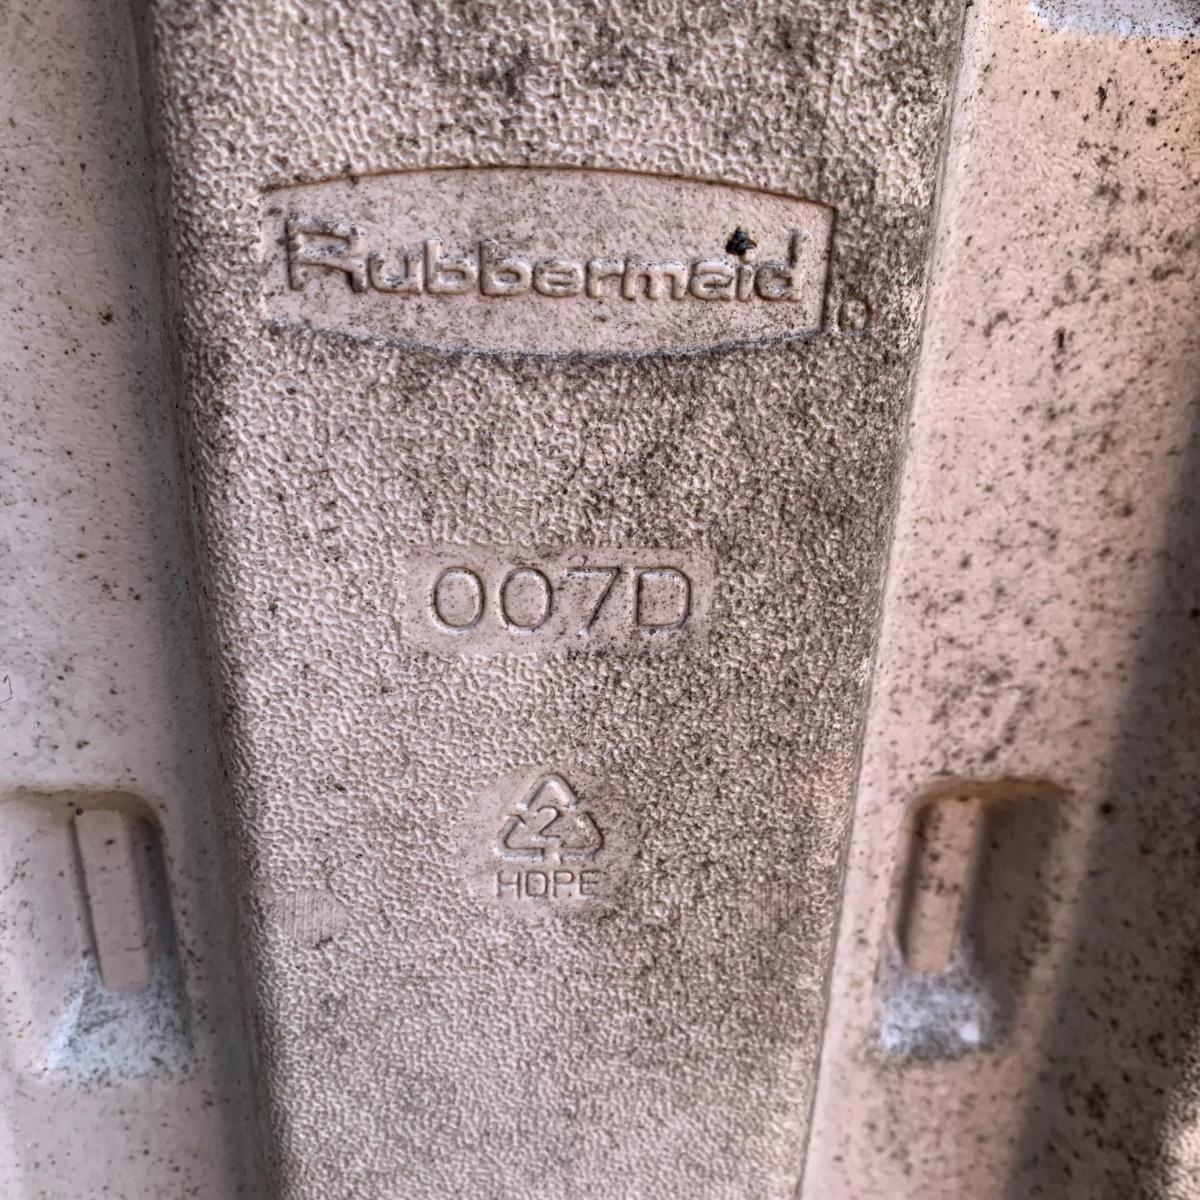 Rubbermaid ®
007D
2
HDPE